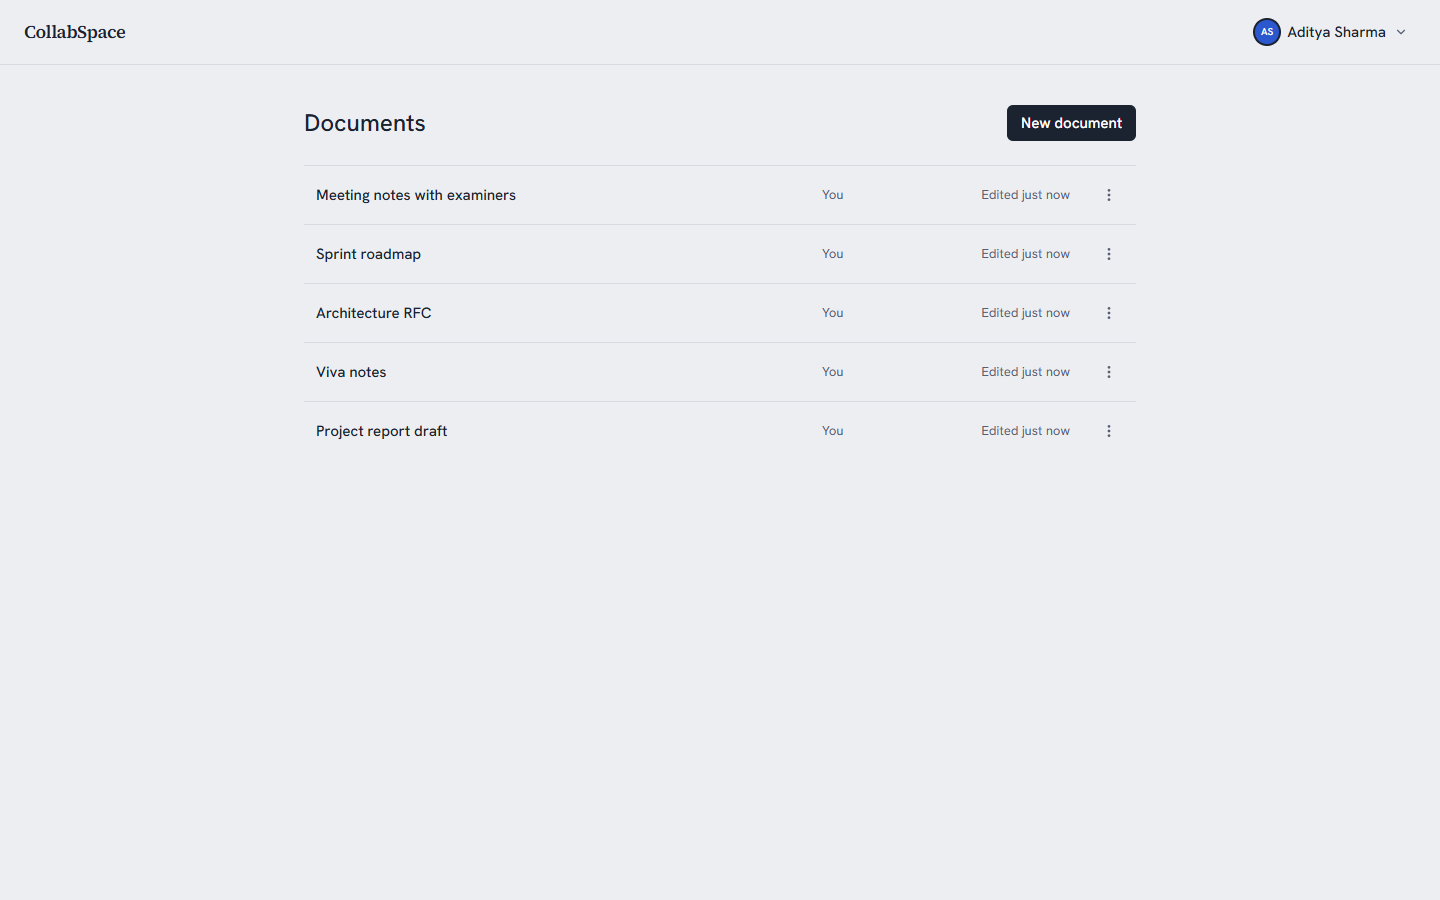 CollabSpace
AS Aditya Sharma
Documents
New document
Meeting notes with examiners You Edited just now
Sprint roadmap You Edited just now
Architecture RFC You Edited just now
Viva notes You Edited just now
Project report draft You Edited just now